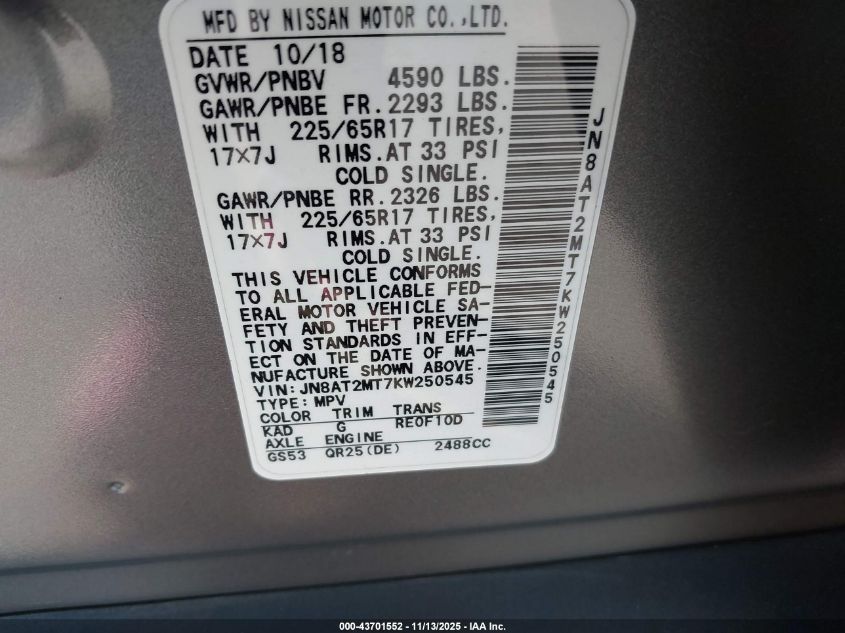 MFD BY NISSAN MOTOR CO.,LTD.
DATE 10/18
GVWR/PNBV 4590 LBS.
GAWR/PNBE FR. 2293 LBS.
WITH 225/65R17 TIRES,
17×7J RIMS. AT 33 PSI
COLD SINGLE.
GAWR/PNBE RR. 2326 LBS.
WITH 225/65R17 TIRES,
17×7J RIMS. AT 33 PSI
COLD SINGLE.
THIS VEHICLE CONFORMS
TO ALL APPLICABLE FED-
ERAL MOTOR VEHICLE SA-
FETY AND THEFT PREVEN-
TION STANDARDS IN EFF-
ECT ON THE DATE OF MA-
NUFACTURE SHOWN ABOVE.
VIN: JN8AT2MT7KW250545
TYPE: MPV
COLOR TRIM TRANS
KAD G RE0F10D
AXLE ENGINE
GS53 QR25(DE) 2488CC
JN8AT2MT7KW250545
000-43701552 - 11/13/2025 - IAA Inc.